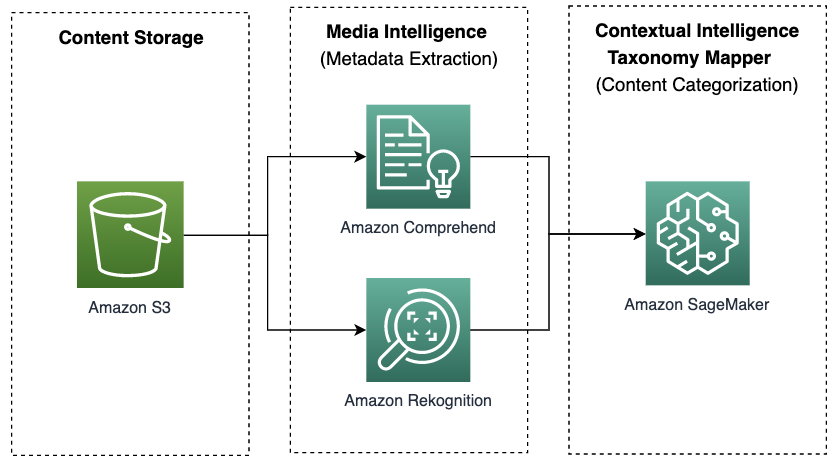 Content Storage
Media Intelligence
(Metadata Extraction)
Contextual Intelligence
Taxonomy Mapper
(Content Categorization)
Amazon S3
Amazon Comprehend
Amazon Rekognition
Amazon SageMaker